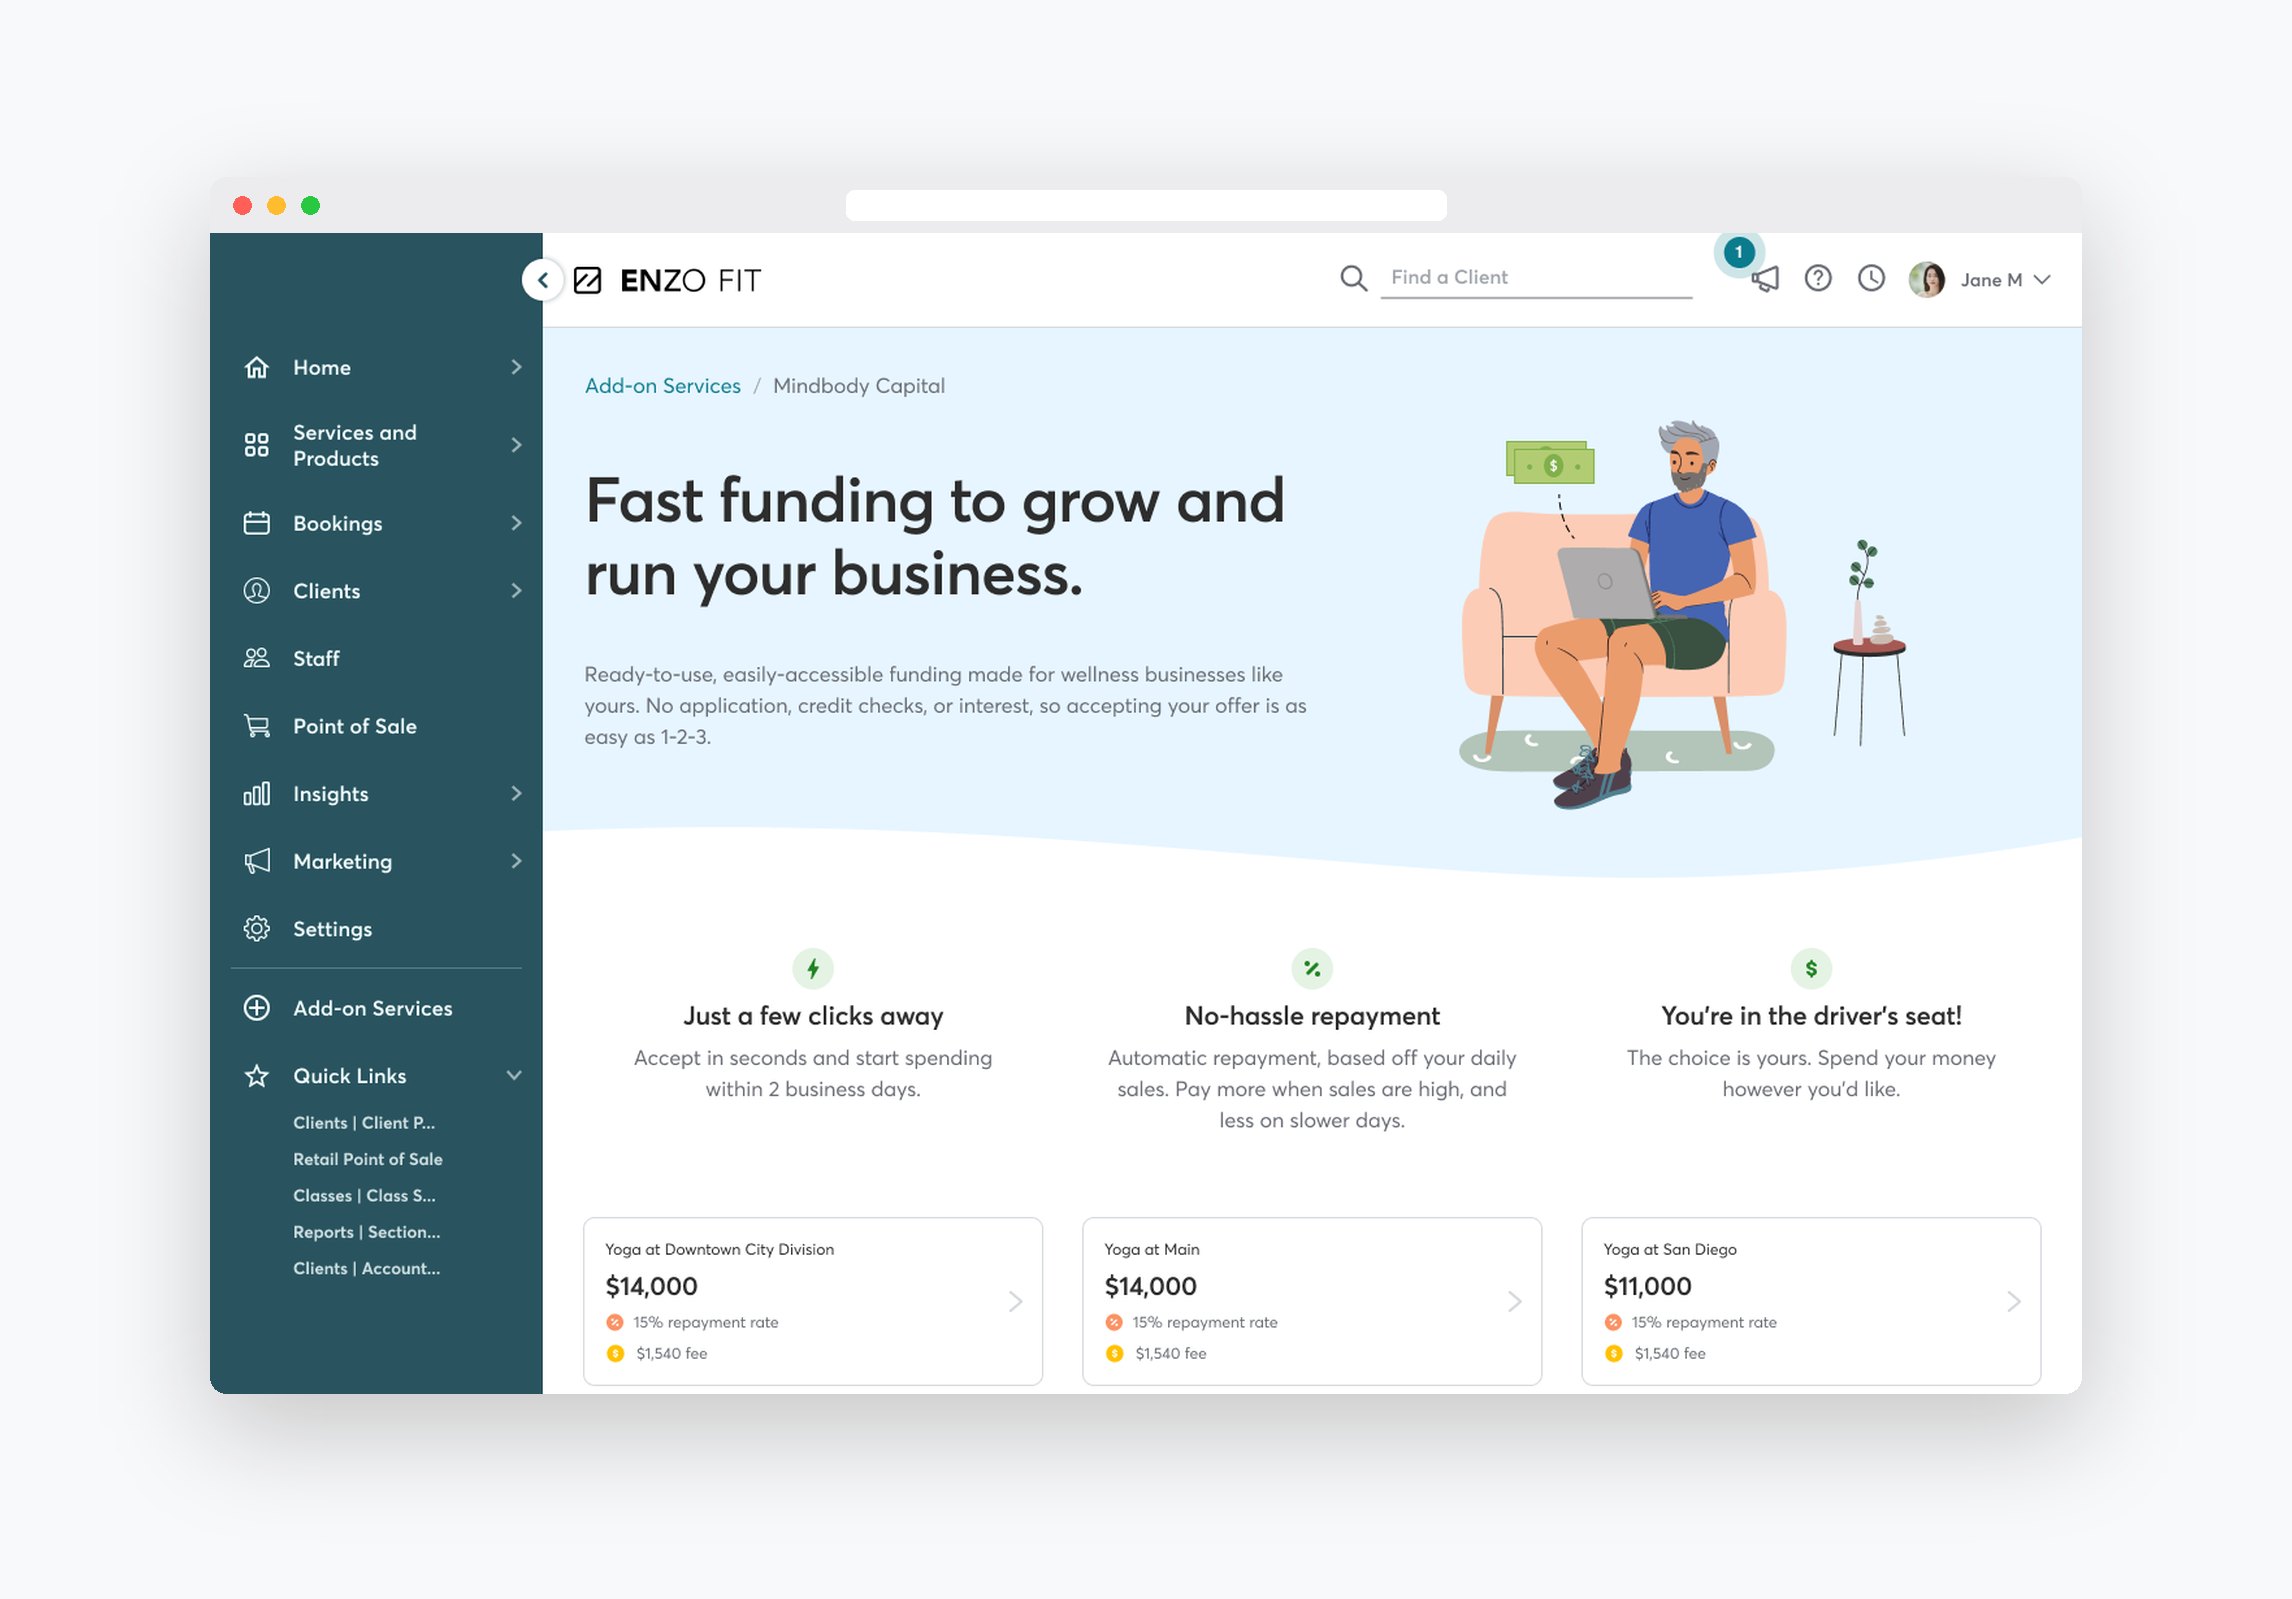 ENZO FIT
Find a Client
1
Jane M
Home
Services and
Products
Bookings
Clients
Staff
Point of Sale
Insights
Marketing
Settings
Add-on Services
Quick Links
Clients | Client P...
Retail Point of Sale
Classes | Class S...
Reports | Section...
Clients | Account...
Add-on Services / Mindbody Capital
Fast funding to grow and
run your business.
Ready-to-use, easily-accessible funding made for wellness businesses like
yours. No application, credit checks, or interest, so accepting your offer is as
easy as 1-2-3.
$
Just a few clicks away
Accept in seconds and start spending
within 2 business days.
%
No-hassle repayment
Automatic repayment, based off your daily
sales. Pay more when sales are high, and
less on slower days.
$
You're in the driver's seat!
The choice is yours. Spend your money
however you'd like.
Yoga at Downtown City Division
$14,000
15% repayment rate
$1,540 fee
Yoga at Main
$14,000
15% repayment rate
$1,540 fee
Yoga at San Diego
$11,000
15% repayment rate
$1,540 fee